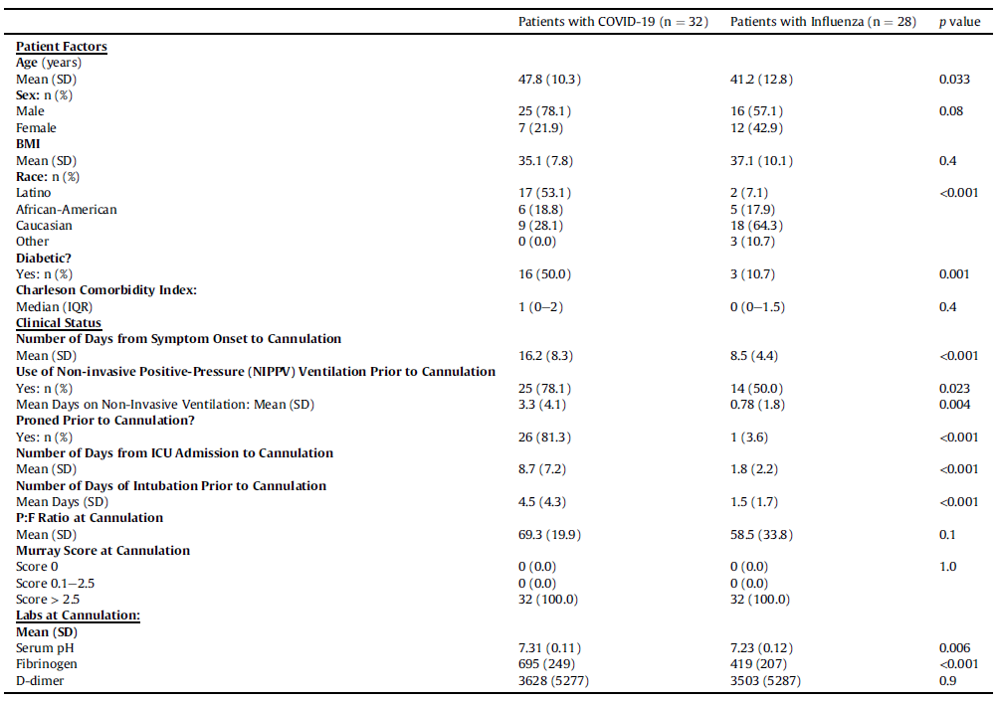 Patients with COVID-19 (n = 32) Patients with Influenza (n = 28) p value
Patient Factors
Age (years)
Mean (SD) 47.8 (10.3) 41.2 (12.8) 0.033
Sex: n (%)
Male 25 (78.1) 16 (57.1) 0.08
Female 7 (21.9) 12 (42.9)
BMI
Mean (SD) 35.1 (7.8) 37.1 (10.1) 0.4
Race: n (%)
Latino 17 (53.1) 2 (7.1) <0.001
African-American 6 (18.8) 5 (17.9)
Caucasian 9 (28.1) 18 (64.3)
Other 0 (0.0) 3 (10.7)
Diabetic?
Yes: n (%) 16 (50.0) 3 (10.7) 0.001
Charleson Comorbidity Index:
Median (IQR) 1 (0–2) 0 (0–1.5) 0.4
Clinical Status
Number of Days from Symptom Onset to Cannulation
Mean (SD) 16.2 (8.3) 8.5 (4.4) <0.001
Use of Non-invasive Positive-Pressure (NIPPV) Ventilation Prior to Cannulation
Yes: n (%) 25 (78.1) 14 (50.0) 0.023
Mean Days on Non-Invasive Ventilation: Mean (SD) 3.3 (4.1) 0.78 (1.8) 0.004
Proned Prior to Cannulation?
Yes: n (%) 26 (81.3) 1 (3.6) <0.001
Number of Days from ICU Admission to Cannulation
Mean (SD) 8.7 (7.2) 1.8 (2.2) <0.001
Number of Days of Intubation Prior to Cannulation
Mean Days (SD) 4.5 (4.3) 1.5 (1.7) <0.001
P:F Ratio at Cannulation
Mean (SD) 69.3 (19.9) 58.5 (33.8) 0.1
Murray Score at Cannulation
Score 0 0 (0.0) 0 (0.0) 1.0
Score 0.1–2.5 0 (0.0) 0 (0.0)
Score > 2.5 32 (100.0) 32 (100.0)
Labs at Cannulation:
Mean (SD)
Serum pH 7.31 (0.11) 7.23 (0.12) 0.006
Fibrinogen 695 (249) 419 (207) <0.001
D-dimer 3628 (5277) 3503 (5287) 0.9